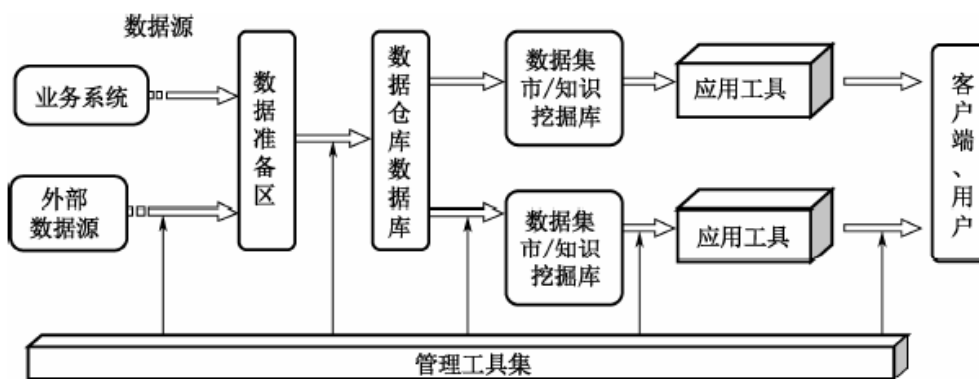 数据源
业务系统
外部
数据源
数据准备区
数据仓库数据库
数据集
市/知识
挖掘库
应用工具
数据集
市/知识
挖掘库
应用工具
客户端、用户
管理工具集